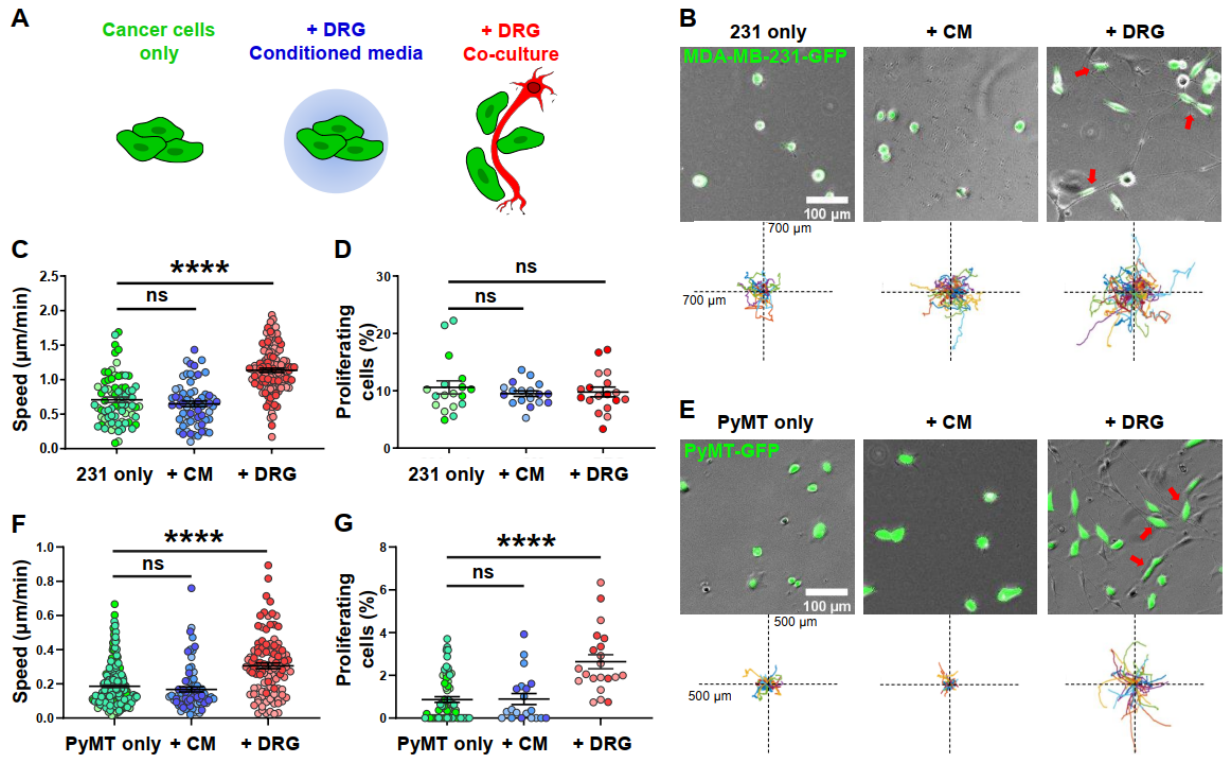 A
Cancer cells
only
+ DRG
Conditioned media
+ DRG
Co-culture
B
231 only
+ CM
+ DRG
MDA-MB-231-GFP
100 µm
700 µm
700 µm
C
Speed (µm/min)
2.5
2.0
1.5
1.0
0.5
0.0
****
ns
231 only
+ CM
+ DRG
D
Proliferating
cells (%)
30
20
10
0
ns
ns
231 only
+ CM
+ DRG
E
PyMT only
+ CM
+ DRG
PyMT-GFP
100 µm
500 µm
500 µm
F
Speed (µm/min)
1.0
0.8
0.6
0.4
0.2
0.0
****
ns
PyMT only
+ CM
+ DRG
G
Proliferating
cells (%)
8
6
4
2
0
****
ns
PyMT only
+ CM
+ DRG